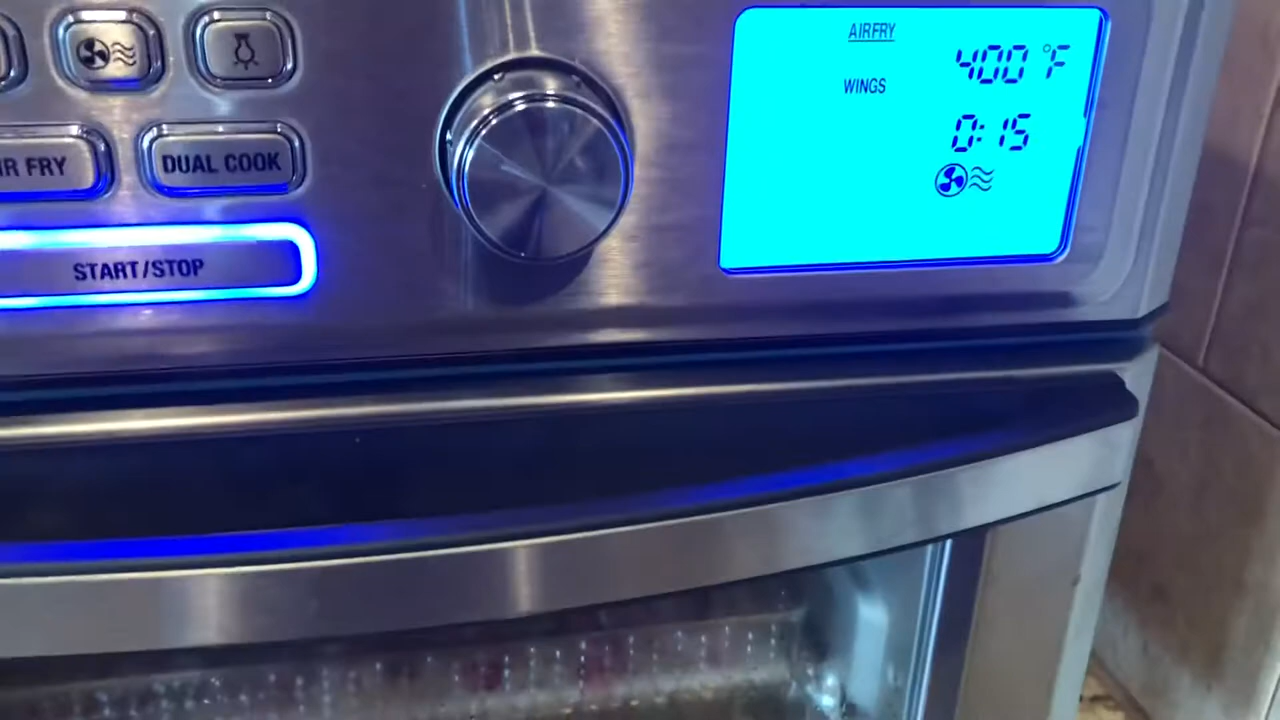 AIRFRY
400 °F
WINGS
0:15
IR FRY
DUAL COOK
START/STOP